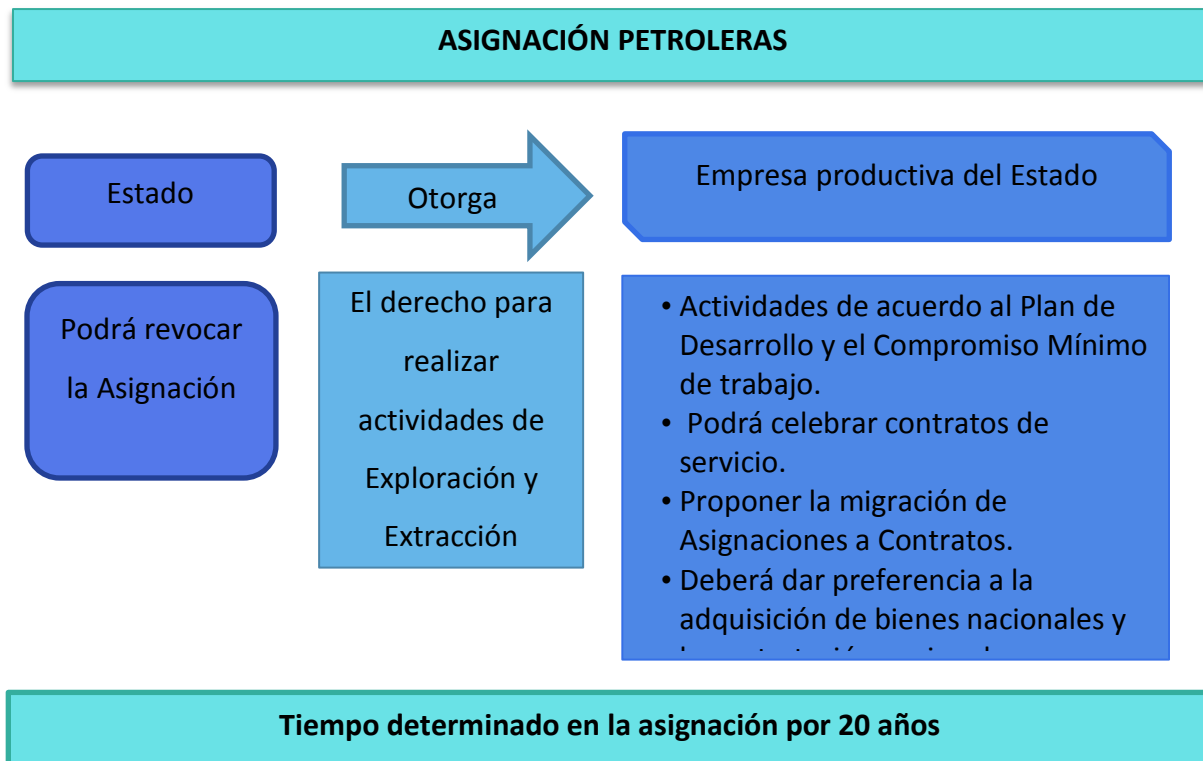 ASIGNACIÓN PETROLERAS
Estado
Otorga
Empresa productiva del Estado
Podrá revocar
la Asignación
El derecho para
realizar
actividades de
Exploración y
Extracción
• Actividades de acuerdo al Plan de
Desarrollo y el Compromiso Mínimo
de trabajo.
• Podrá celebrar contratos de
servicio.
• Proponer la migración de
Asignaciones a Contratos.
• Deberá dar preferencia a la
adquisición de bienes nacionales y
Tiempo determinado en la asignación por 20 años